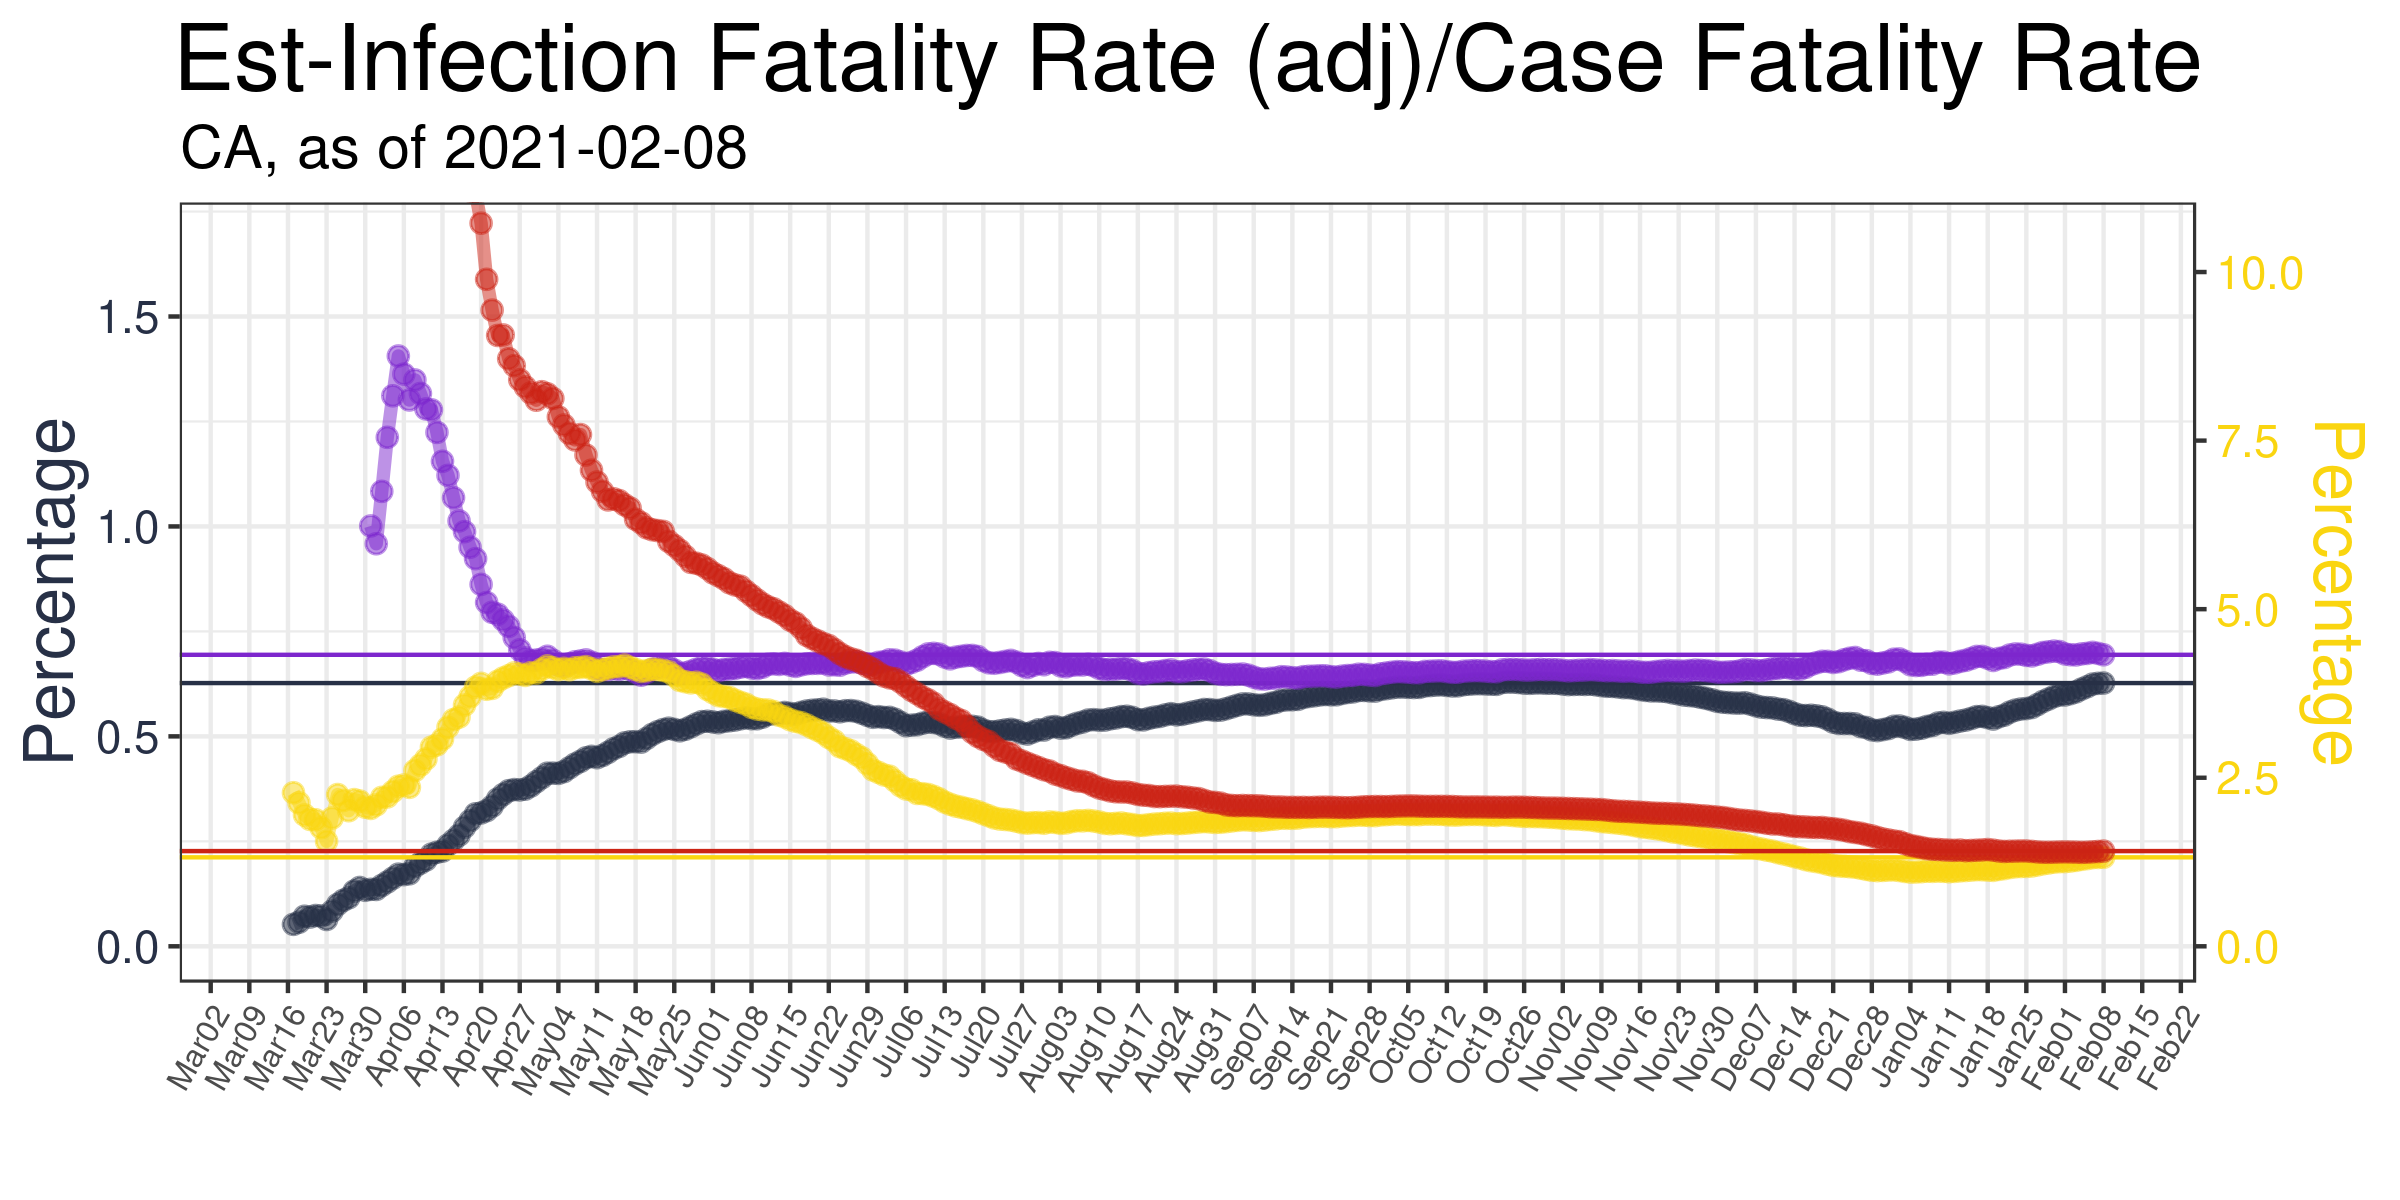 Est-Infection Fatality Rate (adj)/Case Fatality Rate
CA, as of 2021-02-08
Percentage
1.5
1.0
0.5
0.0
10.0
7.5
5.0
2.5
0.0
Percentage
Mar02 Mar09 Mar16 Mar23 Mar30 Apr06 Apr13 Apr20 Apr27 May04 May11 May18 May25 Jun01 Jun08 Jun15 Jun22 Jun29 Jul06 Jul13 Jul20 Jul27 Aug03 Aug10 Aug17 Aug24 Aug31 Sep07 Sep14 Sep21 Sep28 Oct05 Oct12 Oct19 Oct26 Nov02 Nov09 Nov16 Nov23 Nov30 Nov07 Dec14 Dec21 Dec28 Dec04 Jan11 Jan18 Jan25 Feb01 Feb08 Feb15 Feb22